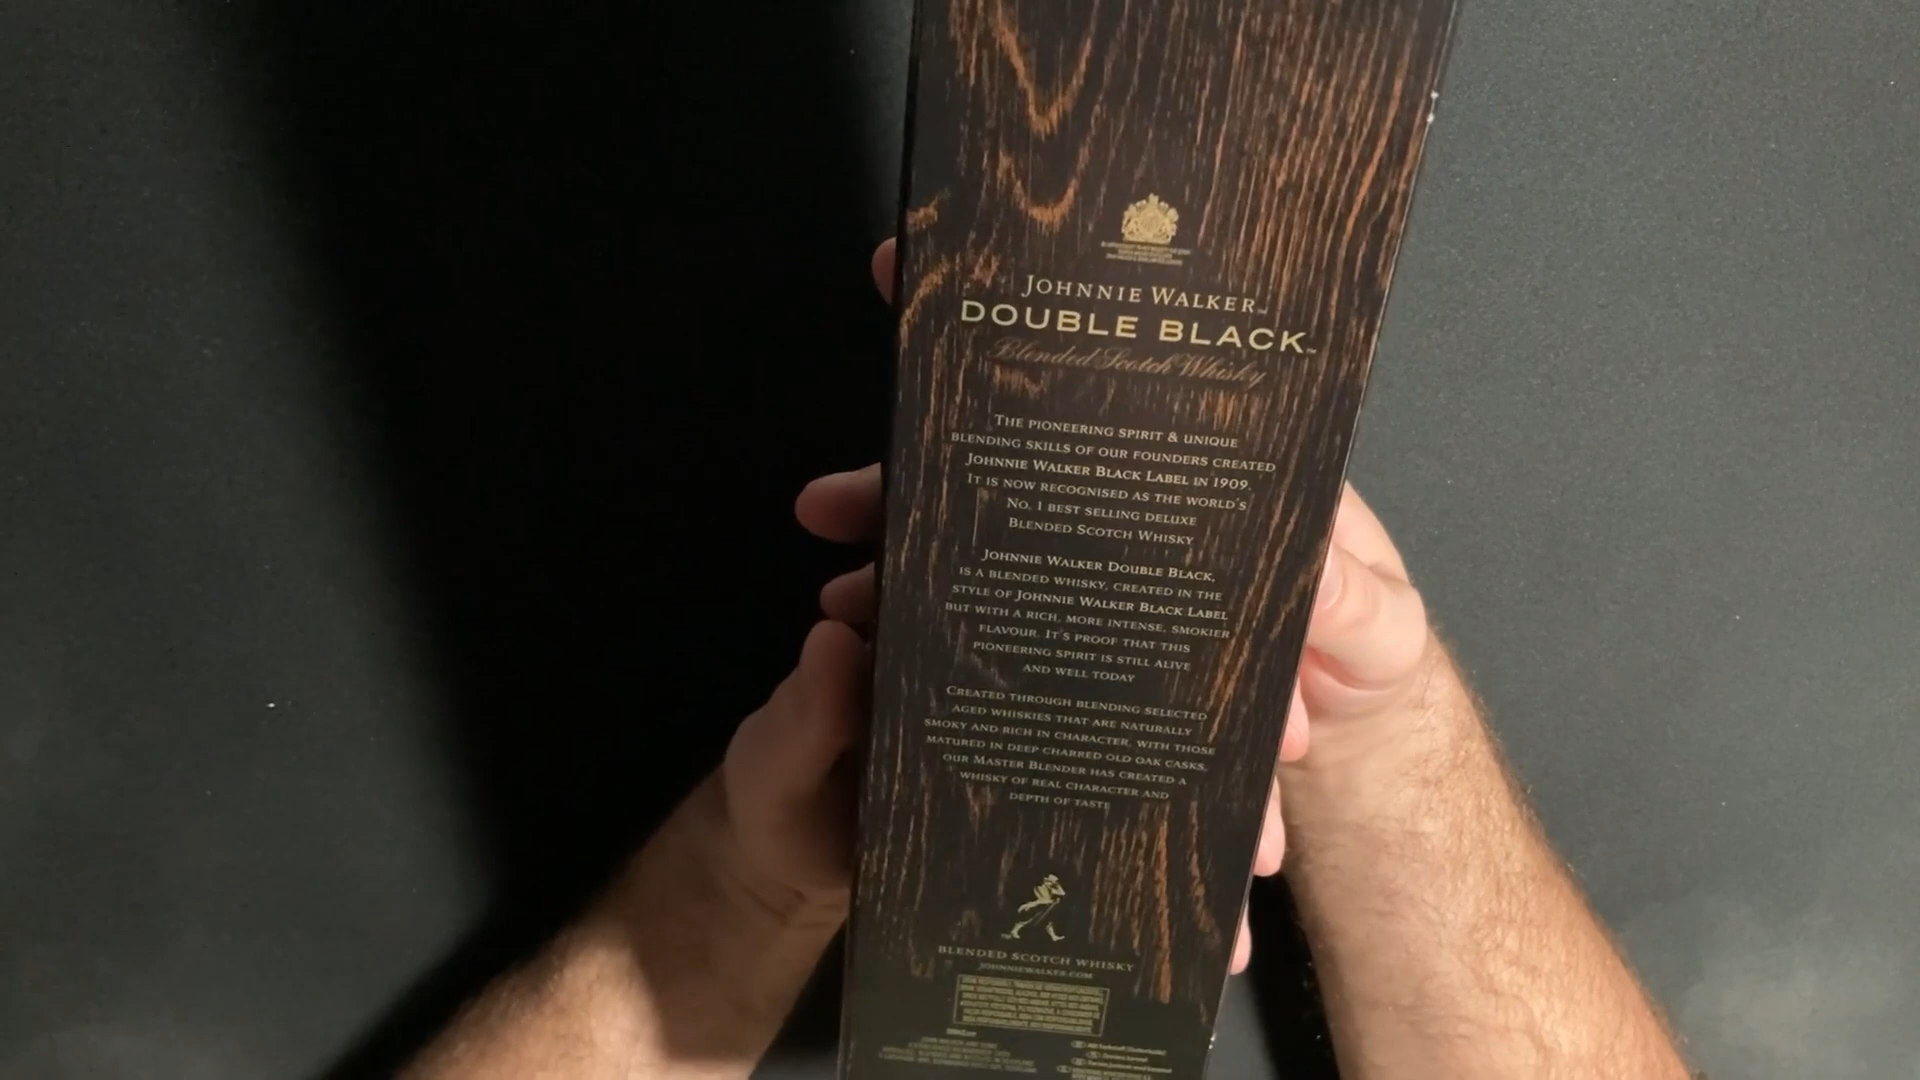 JOHNNIE WALKER™
DOUBLE BLACK™
Blended Scotch Whisky
THE PIONEERING SPIRIT & UNIQUE
BLENDING SKILLS OF OUR FOUNDERS CREATED
JOHNNIE WALKER BLACK LABEL IN 1909.
IT IS NOW RECOGNISED AS THE WORLD'S
NO. 1 BEST SELLING DELUXE
BLENDED SCOTCH WHISKY
JOHNNIE WALKER DOUBLE BLACK,
IS A BLENDED WHISKY, CREATED IN THE
STYLE OF JOHNNIE WALKER BLACK LABEL
BUT WITH A RICH, MORE INTENSE, SMOKIER
FLAVOUR. IT'S PROOF THAT THIS
PIONEERING SPIRIT IS STILL ALIVE
AND WELL TODAY
CREATED THROUGH BLENDING SELECTED
AGED WHISKIES THAT ARE NATURALLY
SMOKY AND RICH IN CHARACTER, WITH THOSE
MATURED IN DEEP CHARRED OLD OAK CASKS,
OUR MASTER BLENDER HAS CREATED A
WHISKY OF REAL CHARACTER AND
DEPTH OF TASTE
BLENDED SCOTCH WHISKY
JOHNNIEWALKER.COM